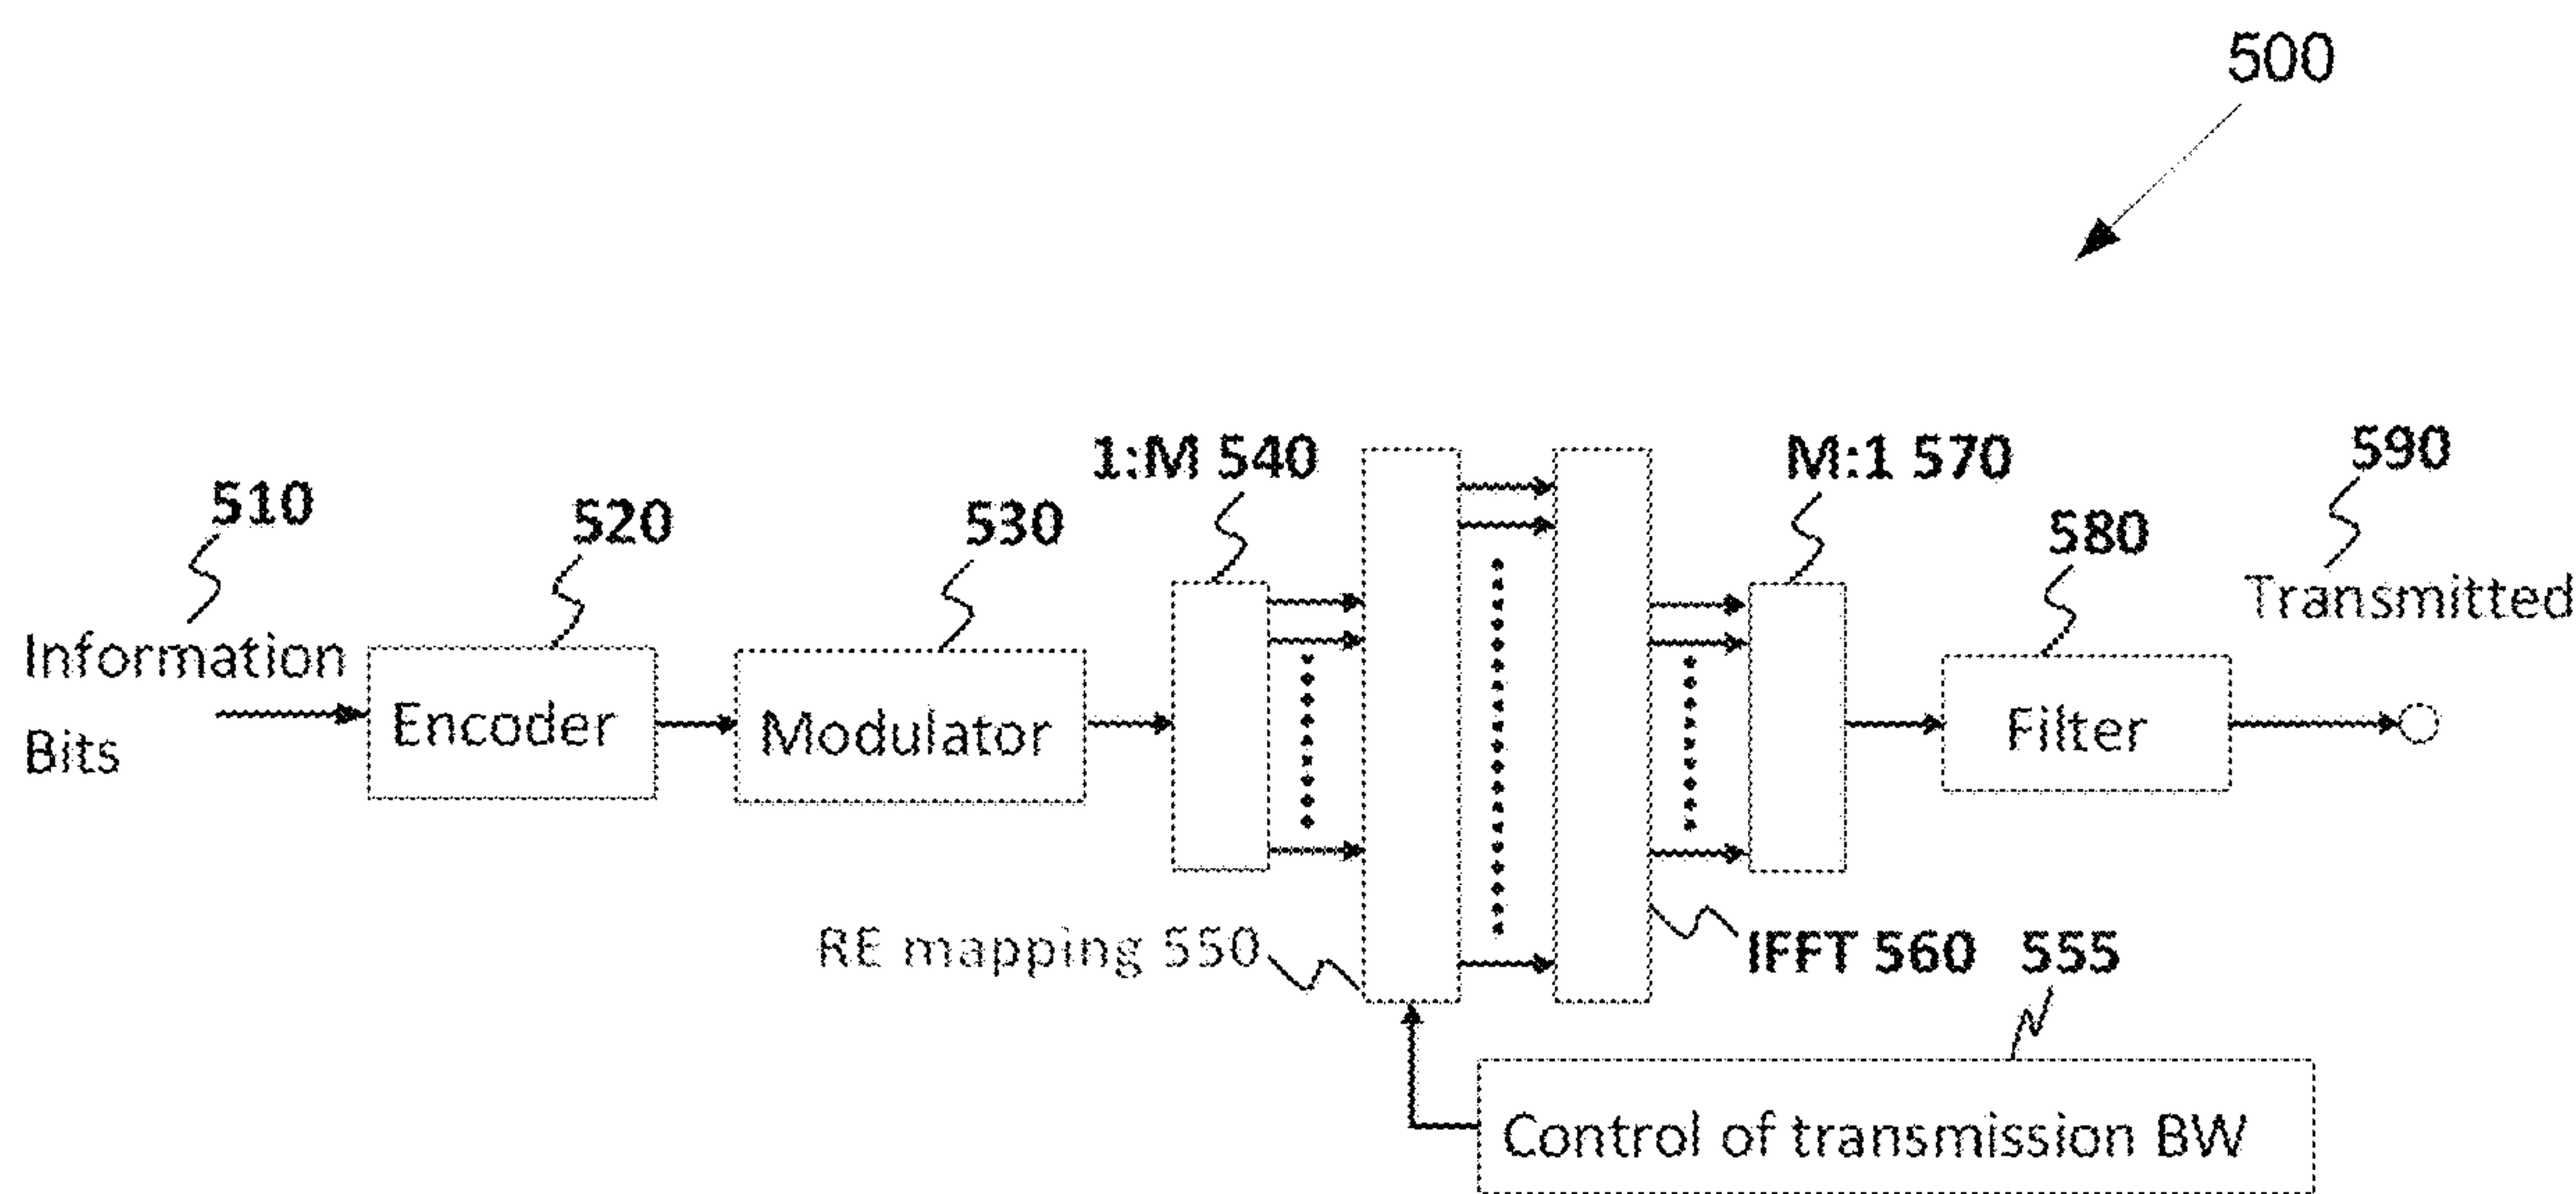 500
1:M 540
M:1 570
590
510
520
530
580
Transmitted
Information
Bits
Encoder
Modulator
Filter
RE mapping 550
IFFT 560
555
Control of transmission BW